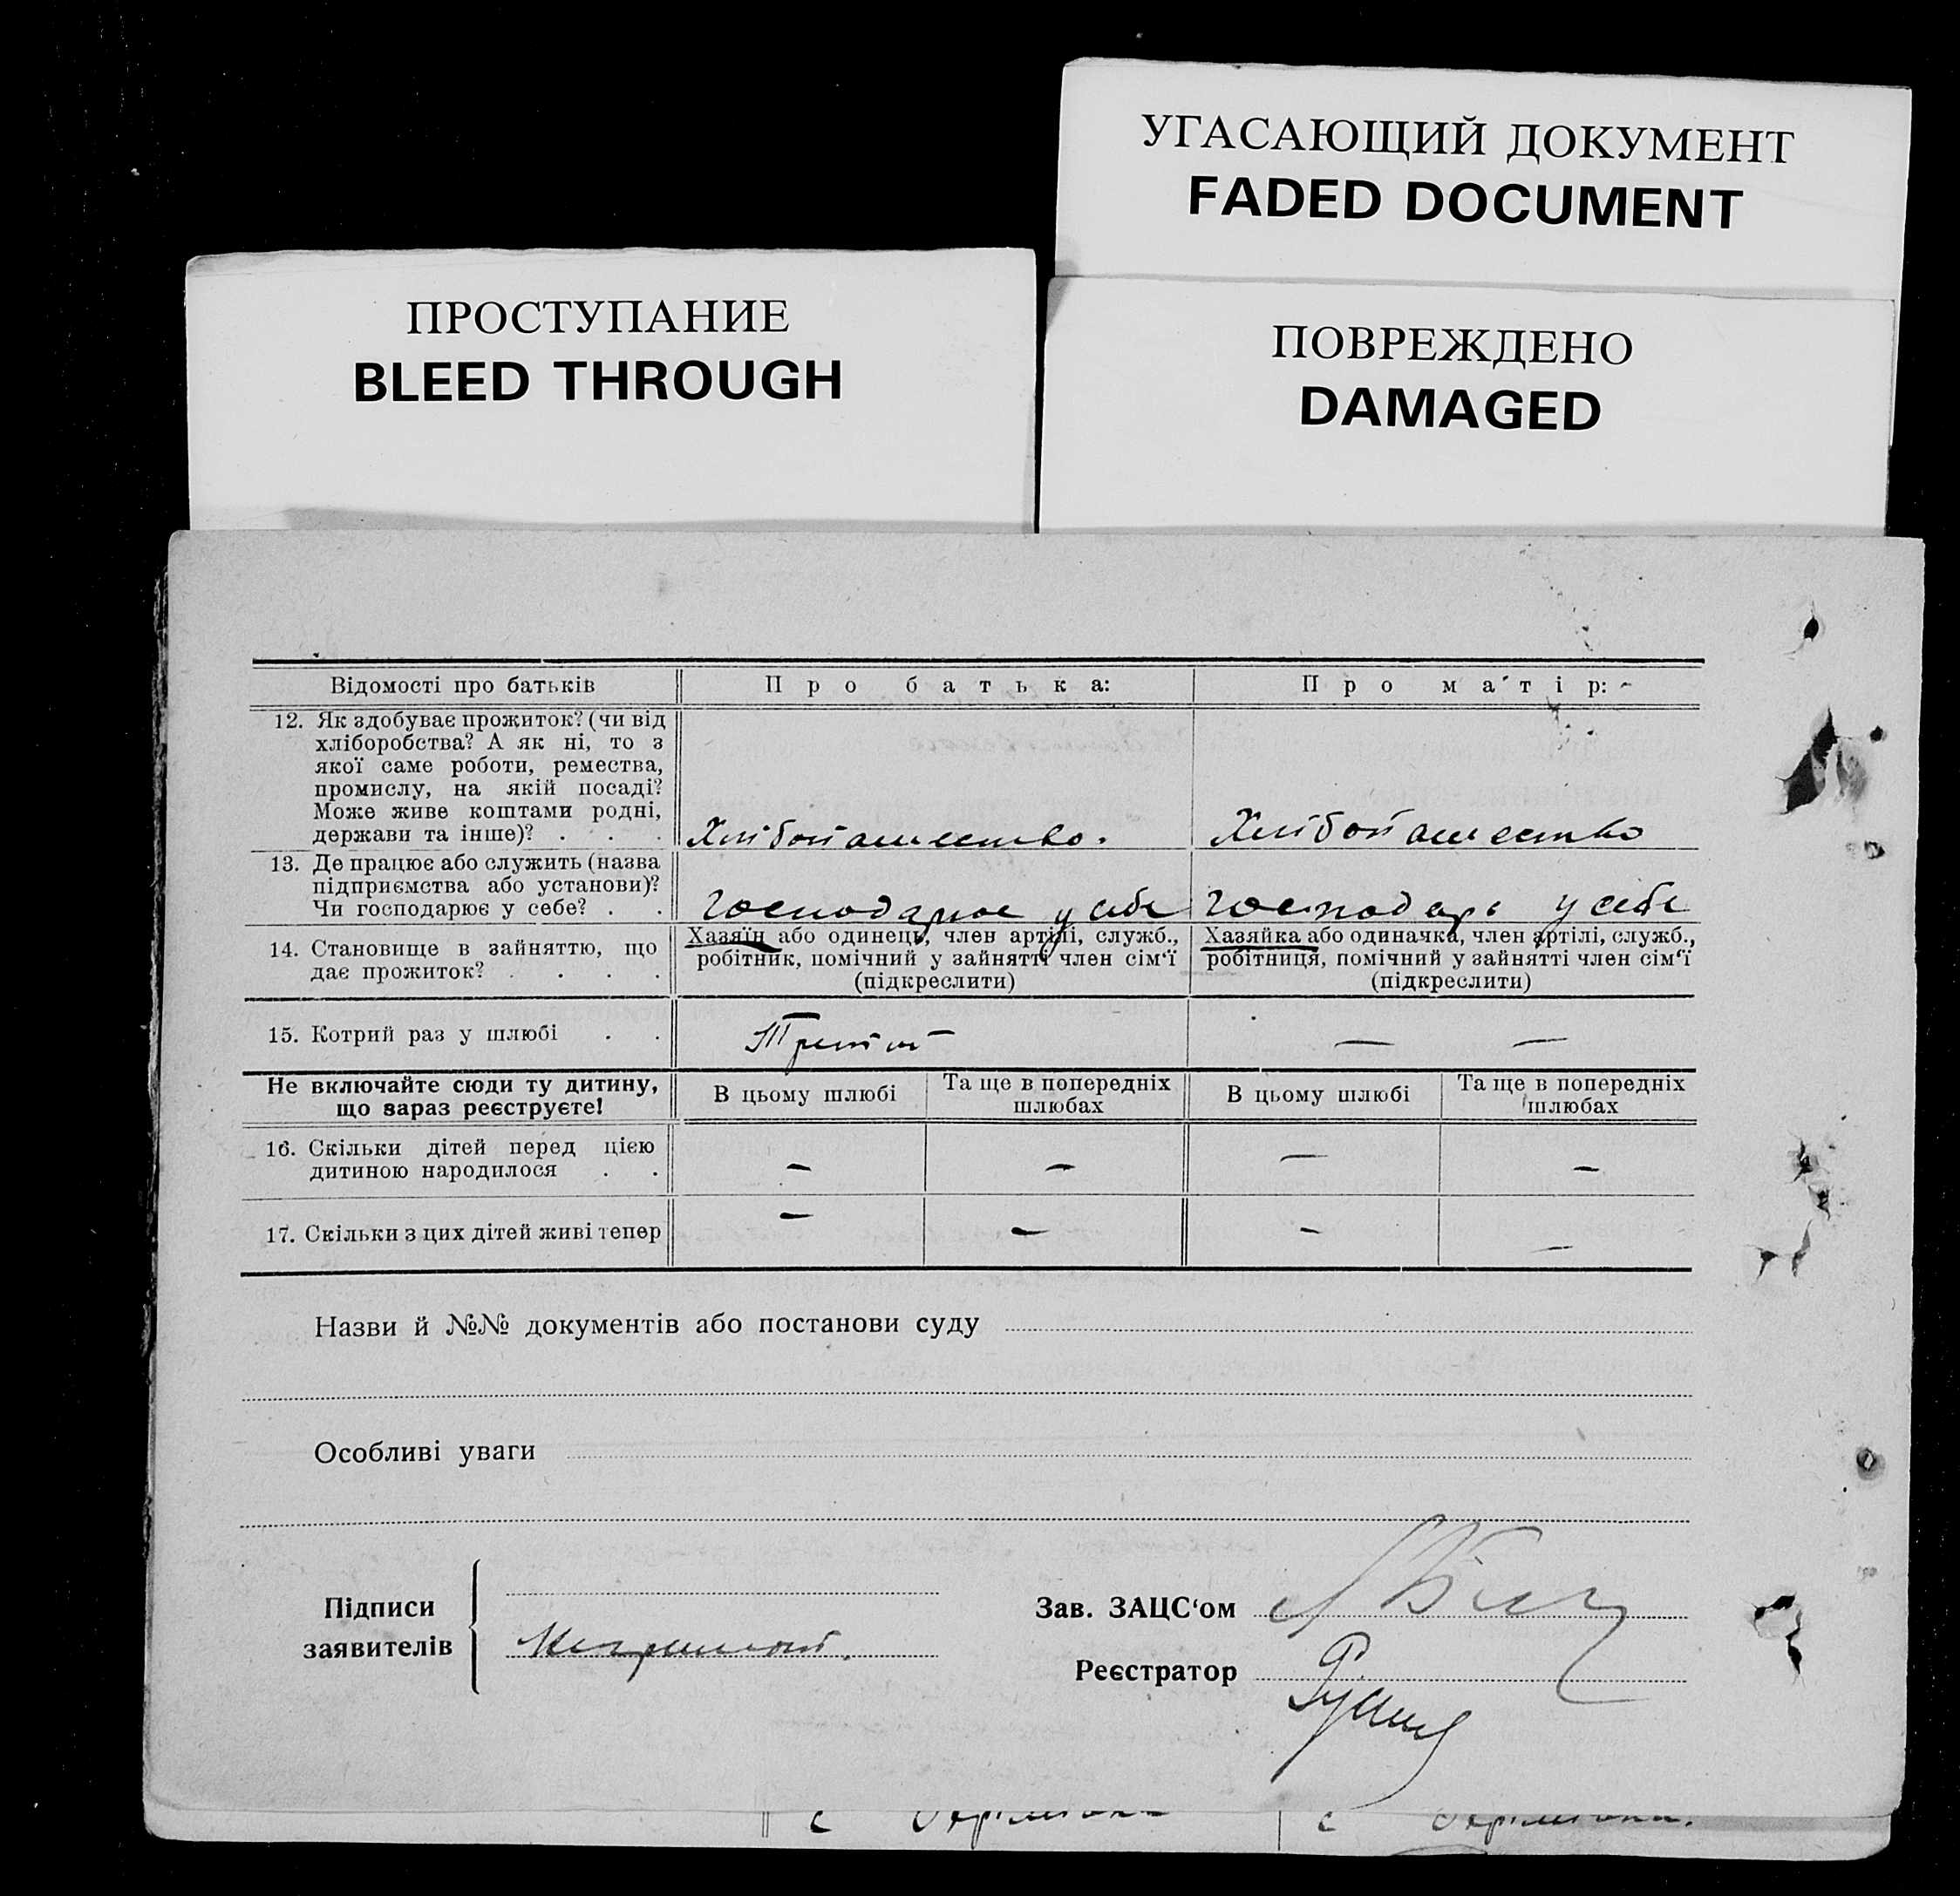 УГАСАЮЩИЙ ДОКУМЕНТ
FADED DOCUMENT
ПРОСТУПАНИЕ
BLEED THROUGH
ПОВРЕЖДЕНО
DAMAGED
Відомості про батьків
Про батька:
Про матір:
12. Як здобуває прожиток? (чи від
хліборобства? А як ні, то з
якої саме роботи, ремества,
промислу, на якій посаді?
Може живе коштами родні,
держави та інше)? . . .
Хлібопашество.
Хлібопашество
13. Де працює або служить (назва
підприємства або установи)?
Чи господарює у себе? . .
Господарює у себе
Господарь у себе
14. Становище в зайняттю, що
дає прожиток? . . . .
Хазяїн або одинець, член артілі, служб.,
робітник, помічний у зайнятті член сім'ї
(підкреслити)
Хазяйка або одиначка, член артілі, служб.,
робітниця, помічний у зайнятті член сім'ї
(підкреслити)
15. Котрий раз у шлюбі . .
Третій
— —
Не включайте сюди ту дитину,
що зараз реєструєте!
В цьому шлюбі
Та ще в попередніх
шлюбах
В цьому шлюбі
Та ще в попередніх
шлюбах
16. Скільки дітей перед цією
дитиною народилося . .
— — — —
17. Скільки з цих дітей живі тепер
— — — —
Назви й №№ документів або постанови суду
Особливі уваги
Підписи
заявителів
Неграмот.
Зав. ЗАЦС'ом
Реєстратор
с
с